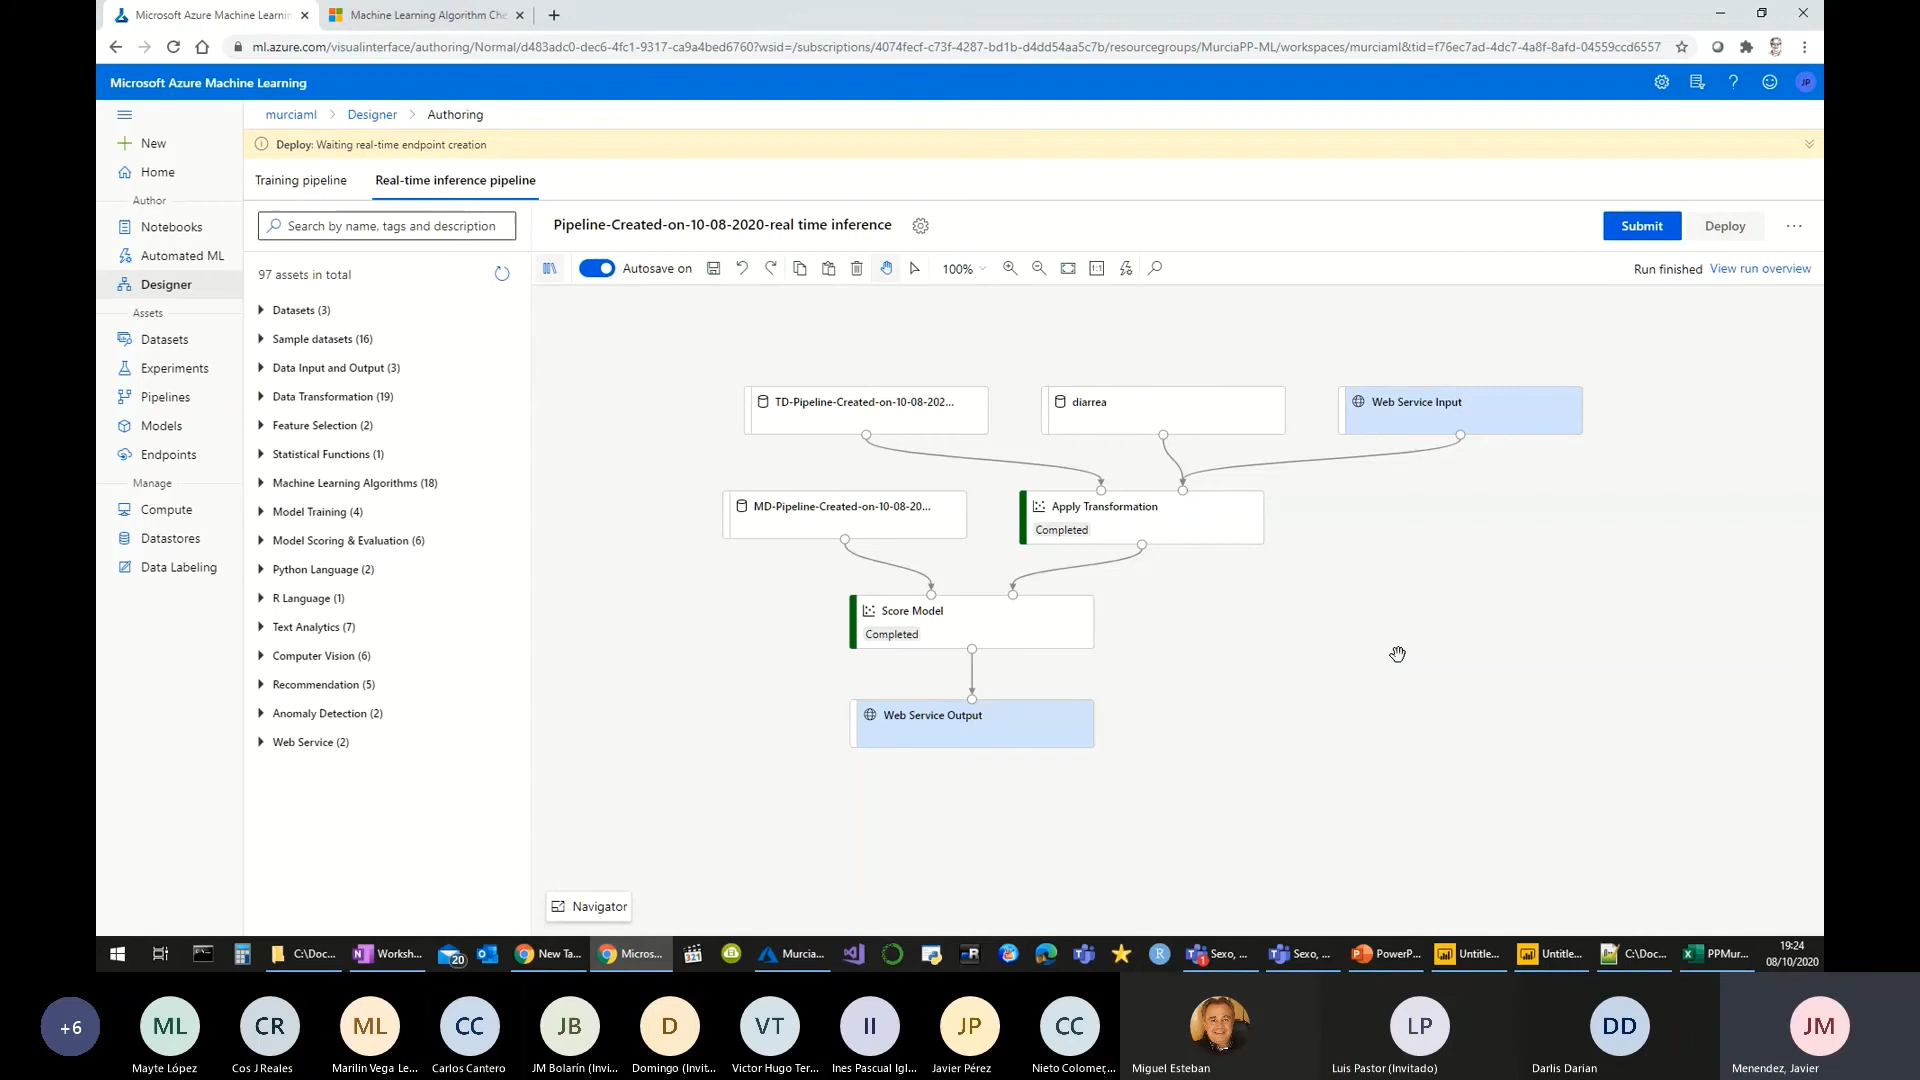 Microsoft Azure Machine Learnin
Machine Learning Algorithm Che
ml.azure.com/visualinterface/authoring/Normal/d483adc0-dec6-4fc1-9317-ca9a4bed6760?wsid=/subscriptions/4074fecf-c73f-4287-bd1b-d4dd54aa5c7b/resourcegroups/MurciaPP-ML/workspaces/murciaml&tid=f76ec7ad-4dc7-4a8f-8afd-04559ccd6557
Microsoft Azure Machine Learning
JP
murciaml > Designer > Authoring
New
Deploy: Waiting real-time endpoint creation
Home
Training pipeline
Real-time inference pipeline
Author
Notebooks
Search by name, tags and description
Pipeline-Created-on-10-08-2020-real time inference
Submit
Deploy
Automated ML
97 assets in total
Autosave on
100%
Run finished View run overview
Designer
Assets
Datasets
Experiments
Pipelines
Models
Endpoints
Manage
Compute
Datastores
Data Labeling
Datasets (3)
Sample datasets (16)
Data Input and Output (3)
Data Transformation (19)
Feature Selection (2)
Statistical Functions (1)
Machine Learning Algorithms (18)
Model Training (4)
Model Scoring & Evaluation (6)
Python Language (2)
R Language (1)
Text Analytics (7)
Computer Vision (6)
Recommendation (5)
Anomaly Detection (2)
Web Service (2)
TD-Pipeline-Created-on-10-08-202...
diarrea
Web Service Input
MD-Pipeline-Created-on-10-08-20...
Apply Transformation
Completed
Score Model
Completed
Web Service Output
Navigator
C:\Doc...
Worksh...
20
New Ta...
Micros...
321
Murcia...
R
R
1
Sexo, ...
Sexo, ...
PowerP...
Untitle...
Untitle...
C:\Doc...
PPMur...
19:24
08/10/2020
+6
ML
CR
ML
CC
JB
D
VT
II
JP
CC
LP
DD
JM
Mayte López
Cos J Reales
Marilin Vega Le...
Carlos Cantero
JM Bolarín (Invi...
Domingo (Invit...
Victor Hugo Ter...
Ines Pascual Igl...
Javier Pérez
Nieto Colomer,...
Miguel Esteban
Luis Pastor (Invitado)
Darlis Darian
Menendez, Javier